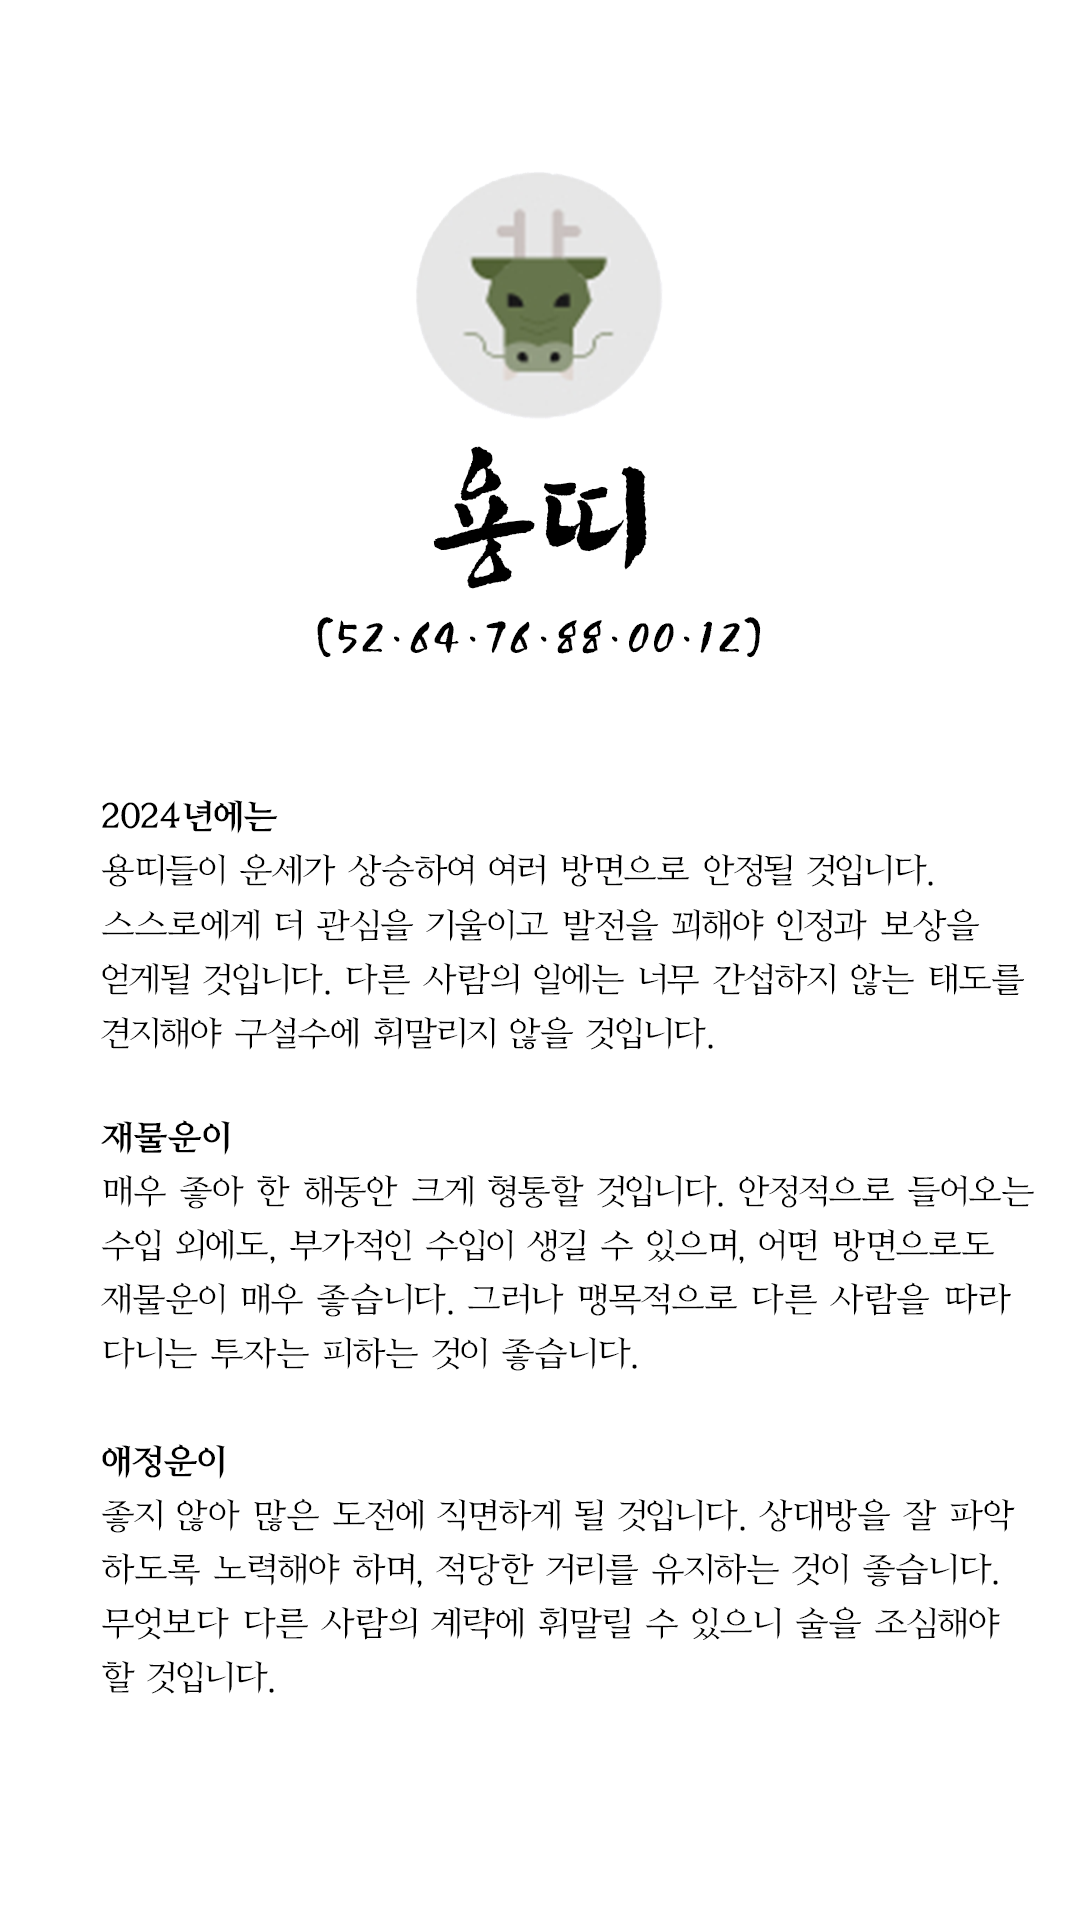 용띠
(52·64·76·88·00·12)
2024년에는
용띠들이 운세가 상승하여 여러 방면으로 안정될 것입니다.
스스로에게 더 관심을 기울이고 발전을 꾀해야 인정과 보상을
얻게될 것입니다. 다른 사람의 일에는 너무 간섭하지 않는 태도를
견지해야 구설수에 휘말리지 않을 것입니다.
재물운이
매우 좋아 한 해동안 크게 형통할 것입니다. 안정적으로 들어오는
수입 외에도, 부가적인 수입이 생길 수 있으며, 어떤 방면으로도
재물운이 매우 좋습니다. 그러나 맹목적으로 다른 사람을 따라
다니는 투자는 피하는 것이 좋습니다.
애정운이
좋지 않아 많은 도전에 직면하게 될 것입니다. 상대방을 잘 파악
하도록 노력해야 하며, 적당한 거리를 유지하는 것이 좋습니다.
무엇보다 다른 사람의 계략에 휘말릴 수 있으니 술을 조심해야
할 것입니다.